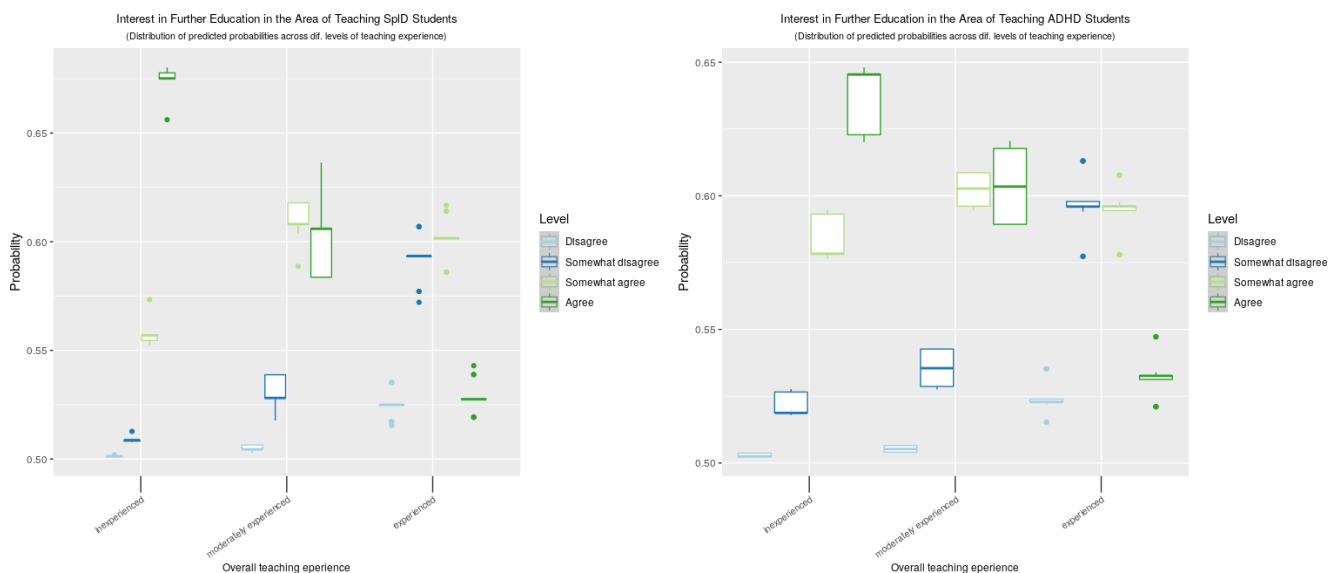 Interest in Further Education in the Area of Teaching SpID Students
(Distribution of predicted probabilities across dif. levels of teaching experience)
Probability
0.65
0.60
0.55
0.50
inexperienced
moderately experienced
experienced
Overall teaching eperience
Level
Disagree
Somewhat disagree
Somewhat agree
Agree
Interest in Further Education in the Area of Teaching ADHD Students
(Distribution of predicted probabilities across dif. levels of teaching experience)
Probability
0.65
0.60
0.55
0.50
inexperienced
moderately experienced
experienced
Overall teaching eperience
Level
Disagree
Somewhat disagree
Somewhat agree
Agree